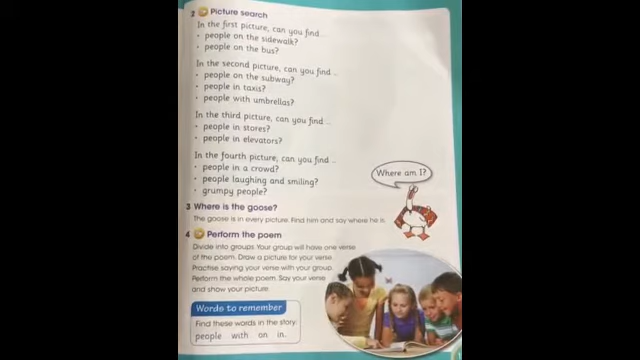 2 Picture search
In the first picture, can you find...
• people on the sidewalk?
• people on the bus?
In the second picture, can you find ...
• people on the subway?
• people in taxis?
• people with umbrellas?
In the third picture, can you find ...
• people in stores?
• people in elevators?
In the fourth picture, can you find ...
• people in a crowd?
• people laughing and smiling?
• grumpy people?
Where am I?
3 Where is the goose?
The goose is in every picture. Find him and say where he is.
4 Perform the poem
Divide into groups. Your group will have one verse
of the poem. Draw a picture for your verse.
Practise saying your verse with your group.
Perform the whole poem. Say your verse
and show your picture.
Words to remember
Find these words in the story:
people with on in.